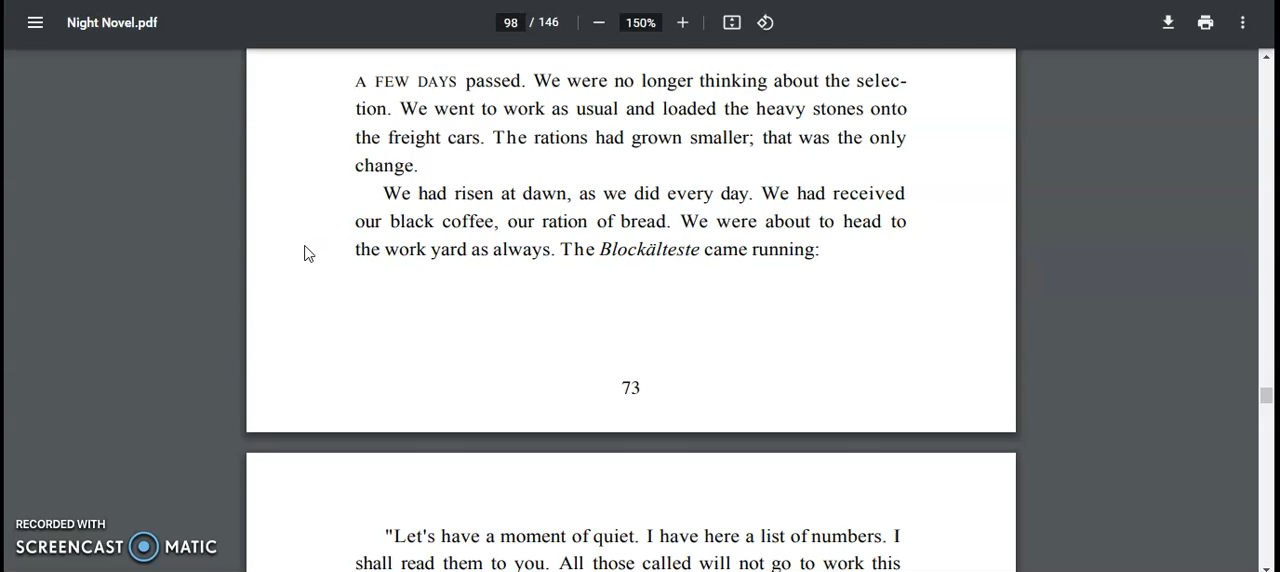 Night Novel.pdf
98 / 146
150%
A FEW DAYS passed. We were no longer thinking about the selec-
tion. We went to work as usual and loaded the heavy stones onto
the freight cars. The rations had grown smaller; that was the only
change.
We had risen at dawn, as we did every day. We had received
our black coffee, our ration of bread. We were about to head to
the work yard as always. The Blockälteste came running:
73
"Let's have a moment of quiet. I have here a list of numbers. I
shall read them to you. All those called will not go to work this
RECORDED WITH
SCREENCAST MATIC